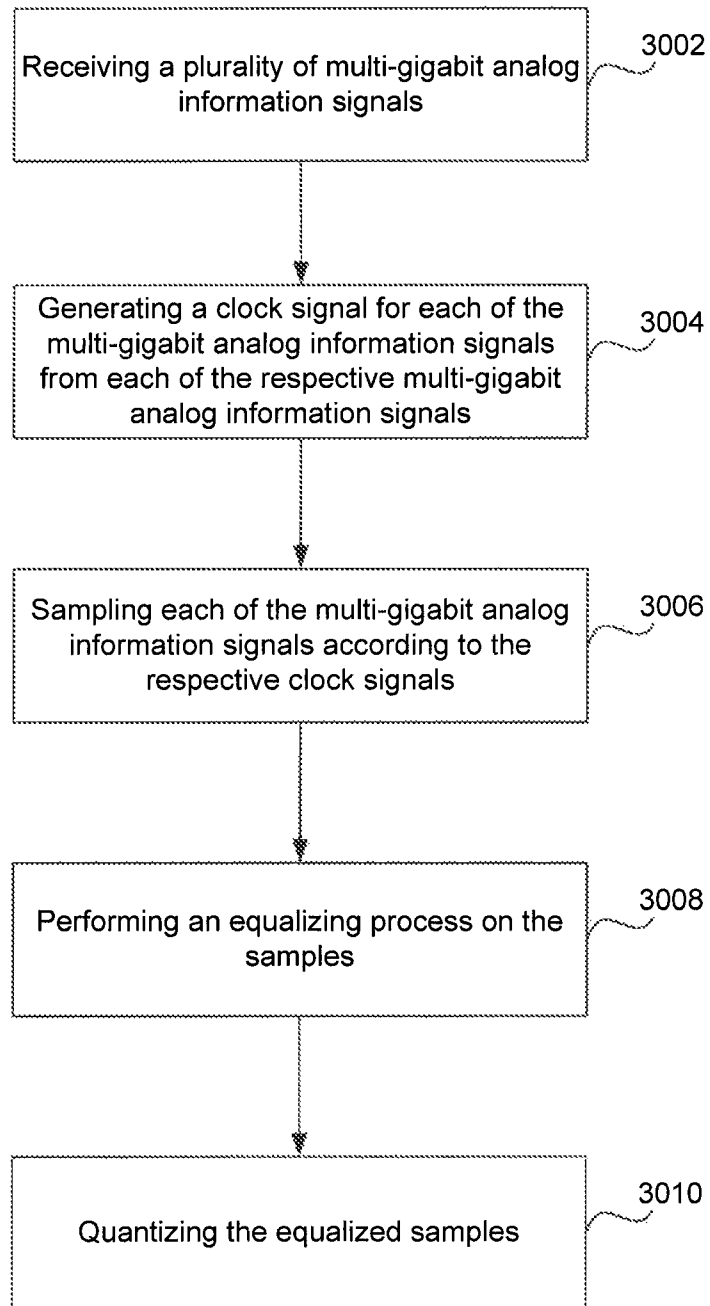 Receiving a plurality of multi-gigabit analog
information signals
3002
Generating a clock signal for each of the
multi-gigabit analog information signals
from each of the respective multi-gigabit
analog information signals
3004
Sampling each of the multi-gigabit analog
information signals according to the
respective clock signals
3006
Performing an equalizing process on the
samples
3008
Quantizing the equalized samples
3010